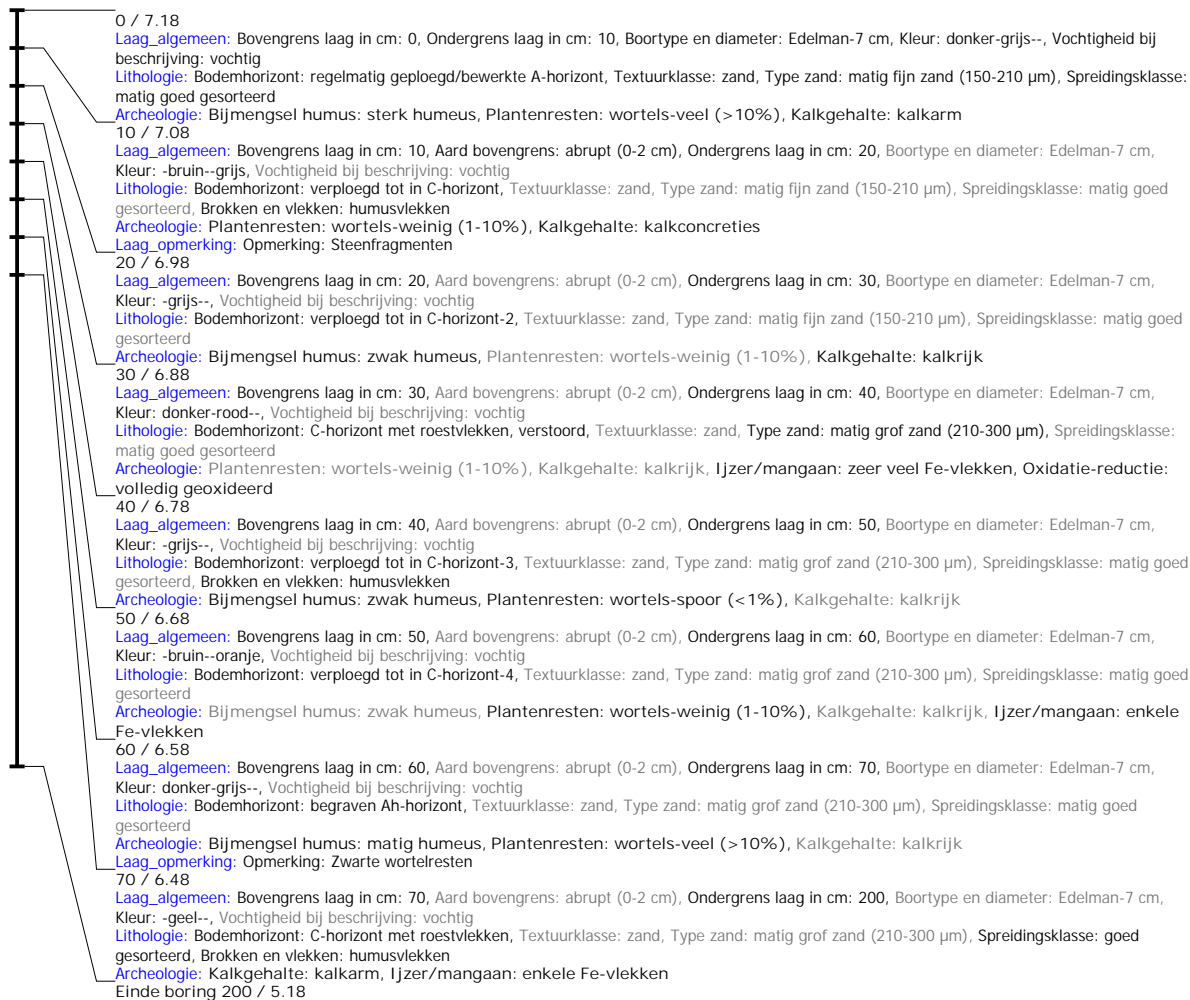 0 / 7.18
Laag_algemeen: Bovengrens laag in cm: 0, Ondergrens laag in cm: 10, Boortype en diameter: Edelman-7 cm, Kleur: donker-grijs--, Vochtigheid bij
beschrijving: vochtig
Lithologie: Bodemhorizont: regelmatig geploegd/bewerkte A-horizont, Textuurklasse: zand, Type zand: matig fijn zand (150-210 µm), Spreidingsklasse:
matig goed gesorteerd
Archeologie: Bijmengsel humus: sterk humeus, Plantenresten: wortels-veel (>10%), Kalkgehalte: kalkarm
10 / 7.08
Laag_algemeen: Bovengrens laag in cm: 10, Aard bovengrens: abrupt (0-2 cm), Ondergrens laag in cm: 20, Boortype en diameter: Edelman-7 cm,
Kleur: -bruin--grijs, Vochtigheid bij beschrijving: vochtig
Lithologie: Bodemhorizont: verploegd tot in C-horizont, Textuurklasse: zand, Type zand: matig fijn zand (150-210 µm), Spreidingsklasse: matig goed
gesorteerd, Brokken en vlekken: humusvlekken
Archeologie: Plantenresten: wortels-weinig (1-10%), Kalkgehalte: kalkconcreties
Laag_opmerking: Opmerking: Steenfragmenten
20 / 6.98
Laag_algemeen: Bovengrens laag in cm: 20, Aard bovengrens: abrupt (0-2 cm), Ondergrens laag in cm: 30, Boortype en diameter: Edelman-7 cm,
Kleur: -grijs--, Vochtigheid bij beschrijving: vochtig
Lithologie: Bodemhorizont: verploegd tot in C-horizont-2, Textuurklasse: zand, Type zand: matig fijn zand (150-210 µm), Spreidingsklasse: matig goed
gesorteerd
Archeologie: Bijmengsel humus: zwak humeus, Plantenresten: wortels-weinig (1-10%), Kalkgehalte: kalkrijk
30 / 6.88
Laag_algemeen: Bovengrens laag in cm: 30, Aard bovengrens: abrupt (0-2 cm), Ondergrens laag in cm: 40, Boortype en diameter: Edelman-7 cm,
Kleur: donker-rood--, Vochtigheid bij beschrijving: vochtig
Lithologie: Bodemhorizont: C-horizont met roestvlekken, verstoord, Textuurklasse: zand, Type zand: matig grof zand (210-300 µm), Spreidingsklasse:
matig goed gesorteerd
Archeologie: Plantenresten: wortels-weinig (1-10%), Kalkgehalte: kalkrijk, Ijzer/mangaan: zeer veel Fe-vlekken, Oxidatie-reductie:
volledig geoxideerd
40 / 6.78
Laag_algemeen: Bovengrens laag in cm: 40, Aard bovengrens: abrupt (0-2 cm), Ondergrens laag in cm: 50, Boortype en diameter: Edelman-7 cm,
Kleur: -grijs--, Vochtigheid bij beschrijving: vochtig
Lithologie: Bodemhorizont: verploegd tot in C-horizont-3, Textuurklasse: zand, Type zand: matig grof zand (210-300 µm), Spreidingsklasse: matig goed
gesorteerd, Brokken en vlekken: humusvlekken
Archeologie: Bijmengsel humus: zwak humeus, Plantenresten: wortels-spoor (<1%), Kalkgehalte: kalkrijk
50 / 6.68
Laag_algemeen: Bovengrens laag in cm: 50, Aard bovengrens: abrupt (0-2 cm), Ondergrens laag in cm: 60, Boortype en diameter: Edelman-7 cm,
Kleur: -bruin--oranje, Vochtigheid bij beschrijving: vochtig
Lithologie: Bodemhorizont: verploegd tot in C-horizont-4, Textuurklasse: zand, Type zand: matig grof zand (210-300 µm), Spreidingsklasse: matig goed
gesorteerd
Archeologie: Bijmengsel humus: zwak humeus, Plantenresten: wortels-weinig (1-10%), Kalkgehalte: kalkrijk, Ijzer/mangaan: enkele
Fe-vlekken
60 / 6.58
Laag_algemeen: Bovengrens laag in cm: 60, Aard bovengrens: abrupt (0-2 cm), Ondergrens laag in cm: 70, Boortype en diameter: Edelman-7 cm,
Kleur: donker-grijs--, Vochtigheid bij beschrijving: vochtig
Lithologie: Bodemhorizont: begraven Ah-horizont, Textuurklasse: zand, Type zand: matig grof zand (210-300 µm), Spreidingsklasse: matig goed
gesorteerd
Archeologie: Bijmengsel humus: matig humeus, Plantenresten: wortels-veel (>10%), Kalkgehalte: kalkrijk
Laag_opmerking: Opmerking: Zwarte wortelresten
70 / 6.48
Laag_algemeen: Bovengrens laag in cm: 70, Aard bovengrens: abrupt (0-2 cm), Ondergrens laag in cm: 200, Boortype en diameter: Edelman-7 cm,
Kleur: -geel--, Vochtigheid bij beschrijving: vochtig
Lithologie: Bodemhorizont: C-horizont met roestvlekken, Textuurklasse: zand, Type zand: matig grof zand (210-300 µm), Spreidingsklasse: goed
gesorteerd, Brokken en vlekken: humusvlekken
Archeologie: Kalkgehalte: kalkarm, Ijzer/mangaan: enkele Fe-vlekken
Einde boring 200 / 5.18